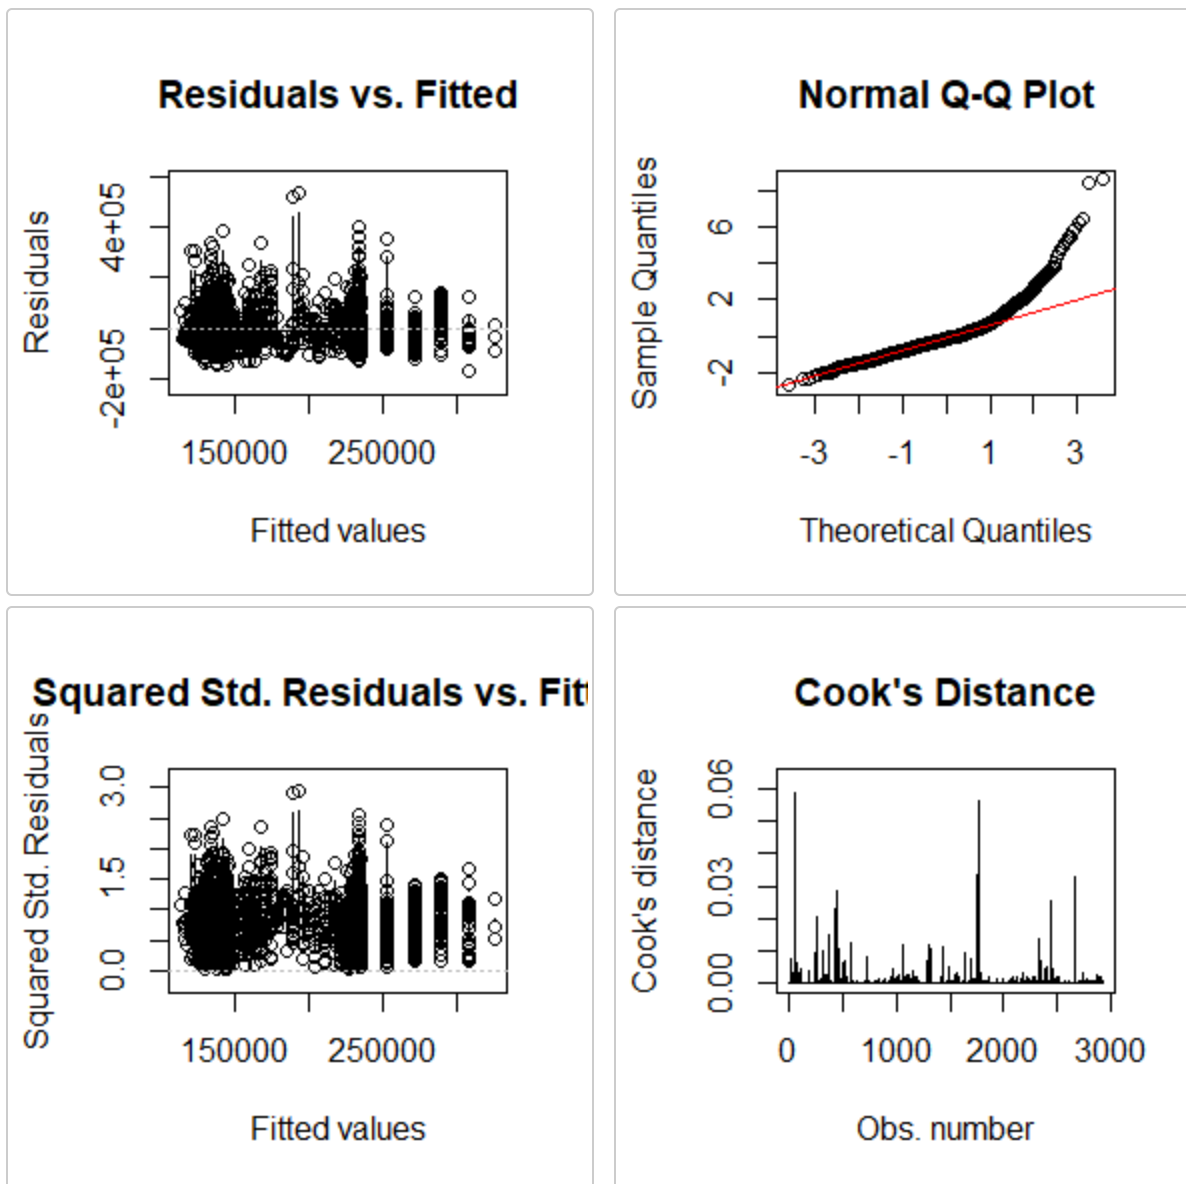 Residuals vs. Fitted
Residuals
-2e+05 4e+05
150000 250000
Fitted values
Normal Q-Q Plot
Sample Quantiles
-2 2 6
-3 -1 1 3
Theoretical Quantiles
Squared Std. Residuals vs. Fitt
Squared Std. Residuals
0.0 1.5 3.0
150000 250000
Fitted values
Cook's Distance
Cook's distance
0.00 0.03 0.06
0 1000 2000 3000
Obs. number